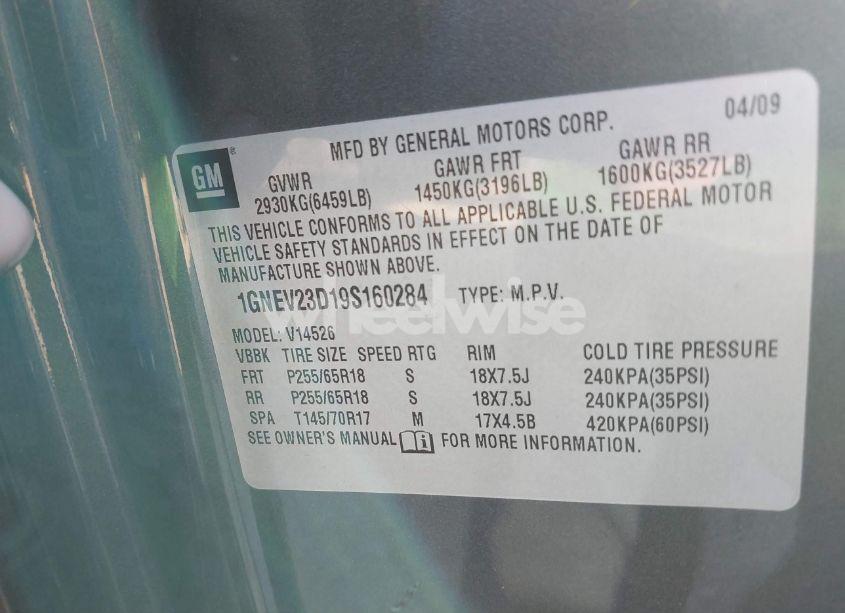 04/09
MFD BY GENERAL MOTORS CORP.
GM®
GVWR GAWR FRT GAWR RR
2930KG(6459LB) 1450KG(3196LB) 1600KG(3527LB)
THIS VEHICLE CONFORMS TO ALL APPLICABLE U.S. FEDERAL MOTOR
VEHICLE SAFETY STANDARDS IN EFFECT ON THE DATE OF
MANUFACTURE SHOWN ABOVE.
1GNEV23D19S160284 TYPE: M.P.V.
wheelwise
MODEL: V14526
VBBK TIRE SIZE SPEED RTG RIM COLD TIRE PRESSURE
FRT P255/65R18 S 18X7.5J 240KPA(35PSI)
RR P255/65R18 S 18X7.5J 240KPA(35PSI)
SPA T145/70R17 M 17X4.5B 420KPA(60PSI)
SEE OWNER'S MANUAL FOR MORE INFORMATION.